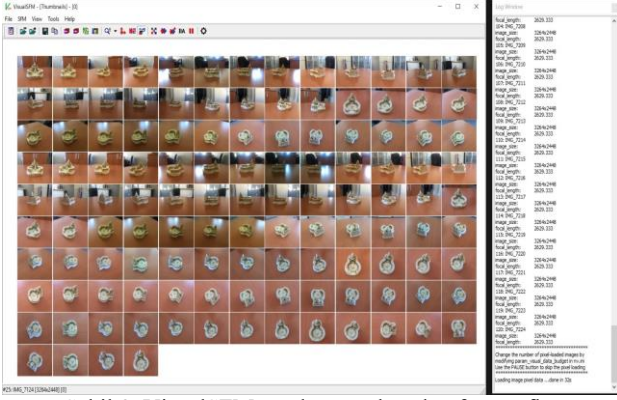 VisualSFM - [Thumbnails] - [0]
File SfM View Tools Help
#25: IMG_7124 [3264x2448] [0]
Log Window
focal_length: 2629.333
104: IMG_7208
image_size: 3264x2448
focal_length: 2629.333
105: IMG_7209
image_size: 3264x2448
focal_length: 2629.333
106: IMG_7210
image_size: 3264x2448
focal_length: 2629.333
107: IMG_7211
image_size: 3264x2448
focal_length: 2629.333
108: IMG_7212
image_size: 3264x2448
focal_length: 2629.333
109: IMG_7213
image_size: 3264x2448
focal_length: 2629.333
110: IMG_7214
image_size: 3264x2448
focal_length: 2629.333
111: IMG_7215
image_size: 3264x2448
focal_length: 2629.333
112: IMG_7216
image_size: 3264x2448
focal_length: 2629.333
113: IMG_7217
image_size: 3264x2448
focal_length: 2629.333
114: IMG_7218
image_size: 3264x2448
focal_length: 2629.333
115: IMG_7219
image_size: 3264x2448
focal_length: 2629.333
116: IMG_7220
image_size: 3264x2448
focal_length: 2629.333
117: IMG_7221
image_size: 3264x2448
focal_length: 2629.333
118: IMG_7222
image_size: 3264x2448
focal_length: 2629.333
119: IMG_7223
image_size: 3264x2448
focal_length: 2629.333
120: IMG_7224
image_size: 3264x2448
focal_length: 2629.333
Change the number of pixel-loaded images by
modifying param_visual_data_budget in
Use the FAUSE button to skip the pixel loading
Loading image pixel data ...done in 32s